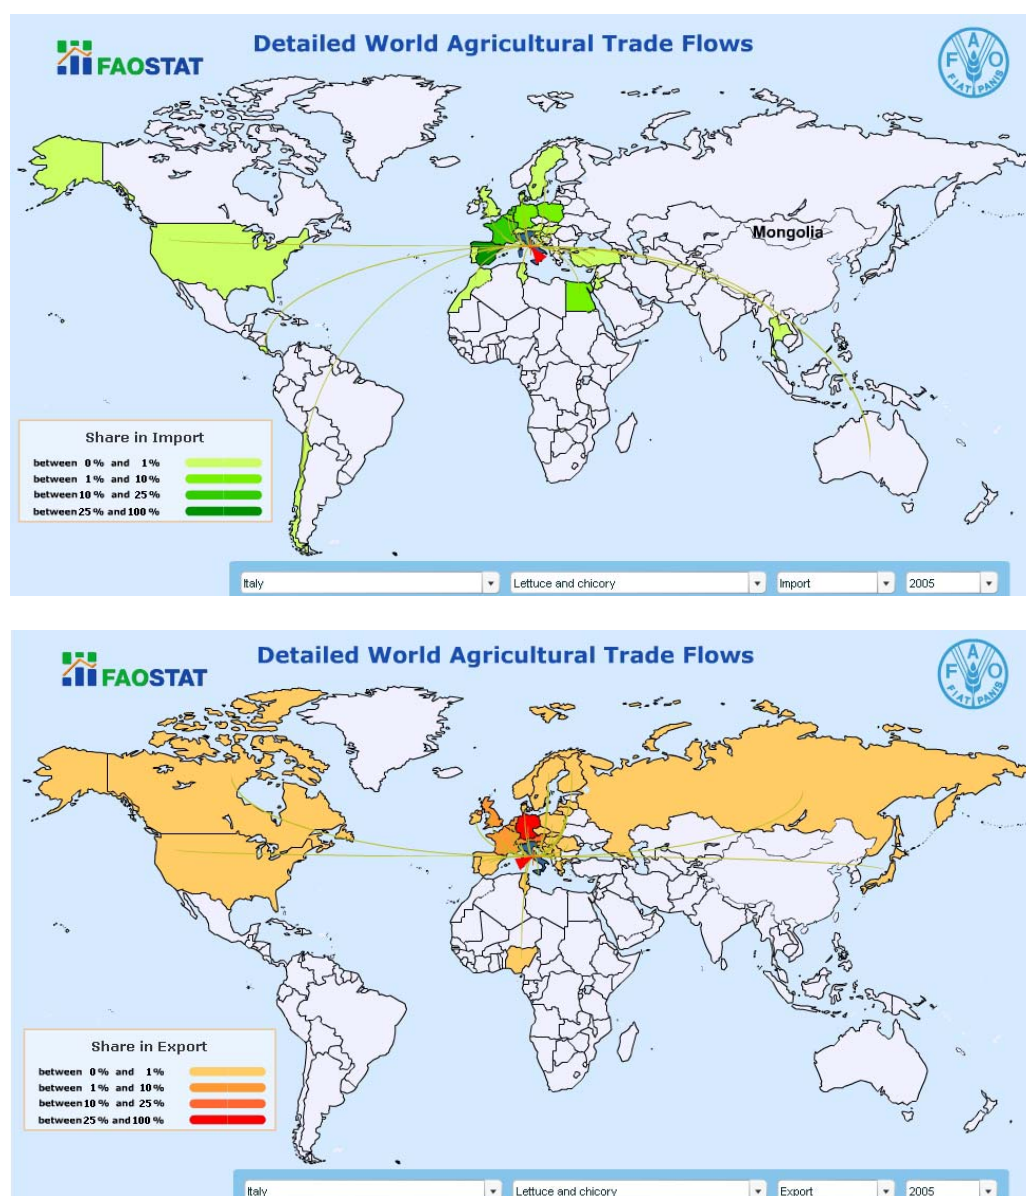 Detailed World Agricultural Trade Flows
FAOSTAT
F A O
FIAT PANIS
Mongolia
Share in Import
between 0 % and 1 %
between 1 % and 10 %
between 10 % and 25 %
between 25 % and 100 %
Italy
Lettuce and chicory
Import
2005
Detailed World Agricultural Trade Flows
FAOSTAT
F A O
FIAT PANIS
Share in Export
between 0 % and 1 %
between 1 % and 10 %
between 10 % and 25 %
between 25 % and 100 %
Italy
Lettuce and chicory
Export
2005